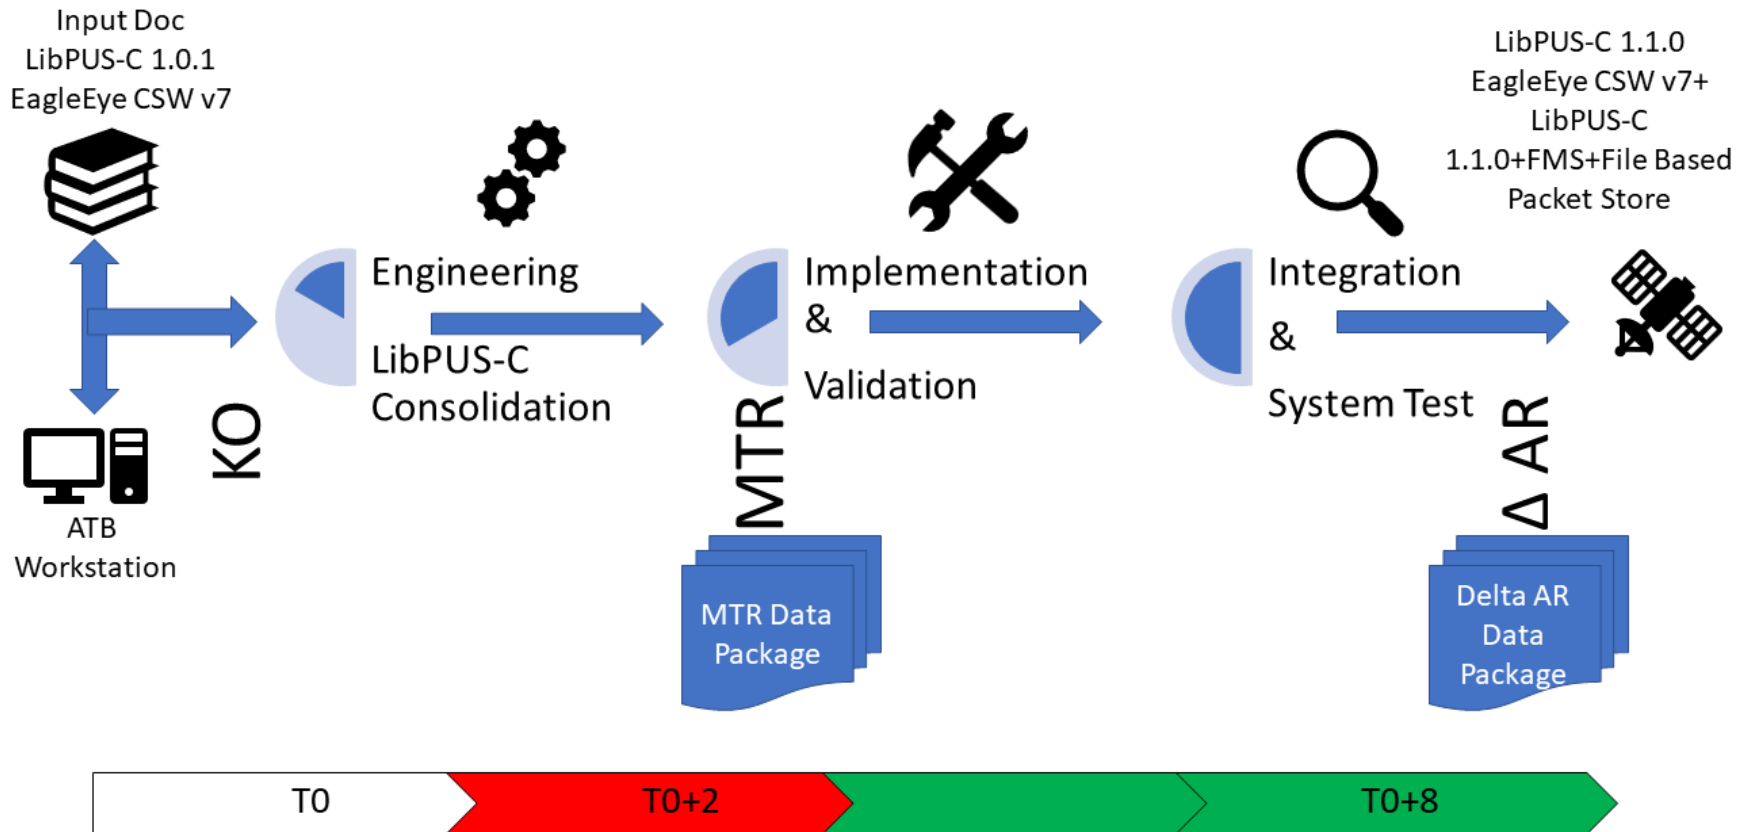 Input Doc
LibPUS-C 1.0.1
EagleEye CSW v7
ATB
Workstation
KO
Engineering
LibPUS-C
Consolidation
MTR
MTR Data
Package
Implementation
&
Validation
Integration
&
System Test
Δ AR
Delta AR
Data
Package
LibPUS-C 1.1.0
EagleEye CSW v7+
LibPUS-C
1.1.0+FMS+File Based
Packet Store
T0
T0+2
T0+8